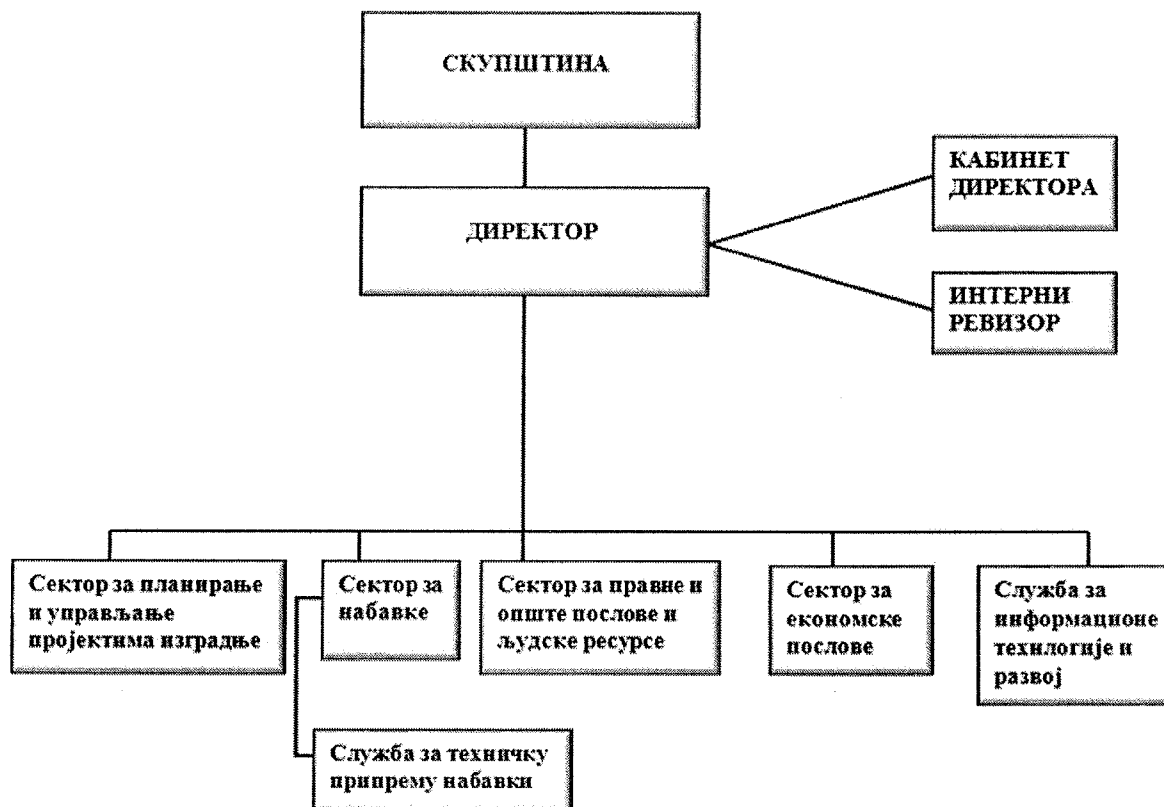 СКУПШТИНА
КАБИНЕТ
ДИРЕКТОРА
ДИРЕКТОР
ИНТЕРНИ
РЕВИЗОР
Сектор за планирање
и управљање
пројектима изградње
Сектор за
набавке
Сектор за правне и
опште послове и
људске ресурсе
Сектор за
економске
послове
Служба за
информационе
технлогије и
развој
Служба за техничку
припрему набавки